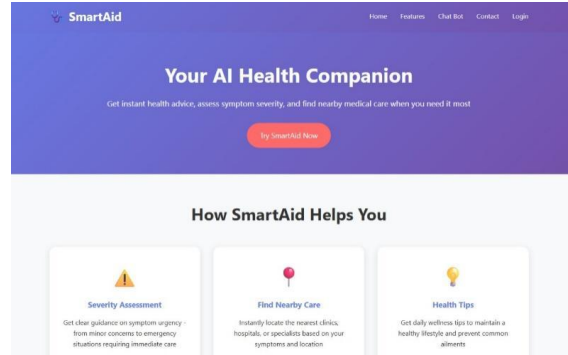 SmartAid
Home Features Chat Bot Contact Login
Your AI Health Companion
Get instant health advice, assess symptom severity, and find nearby medical care when you need it most
Try SmartAid Now
How SmartAid Helps You
Severity Assessment
Get clear guidance on symptom urgency -
from minor concerns to emergency
situations requiring immediate care
Find Nearby Care
Instantly locate the nearest clinics,
hospitals, or specialists based on your
symptoms and location
Health Tips
Get daily wellness tips to maintain a
healthy lifestyle and prevent common
ailments